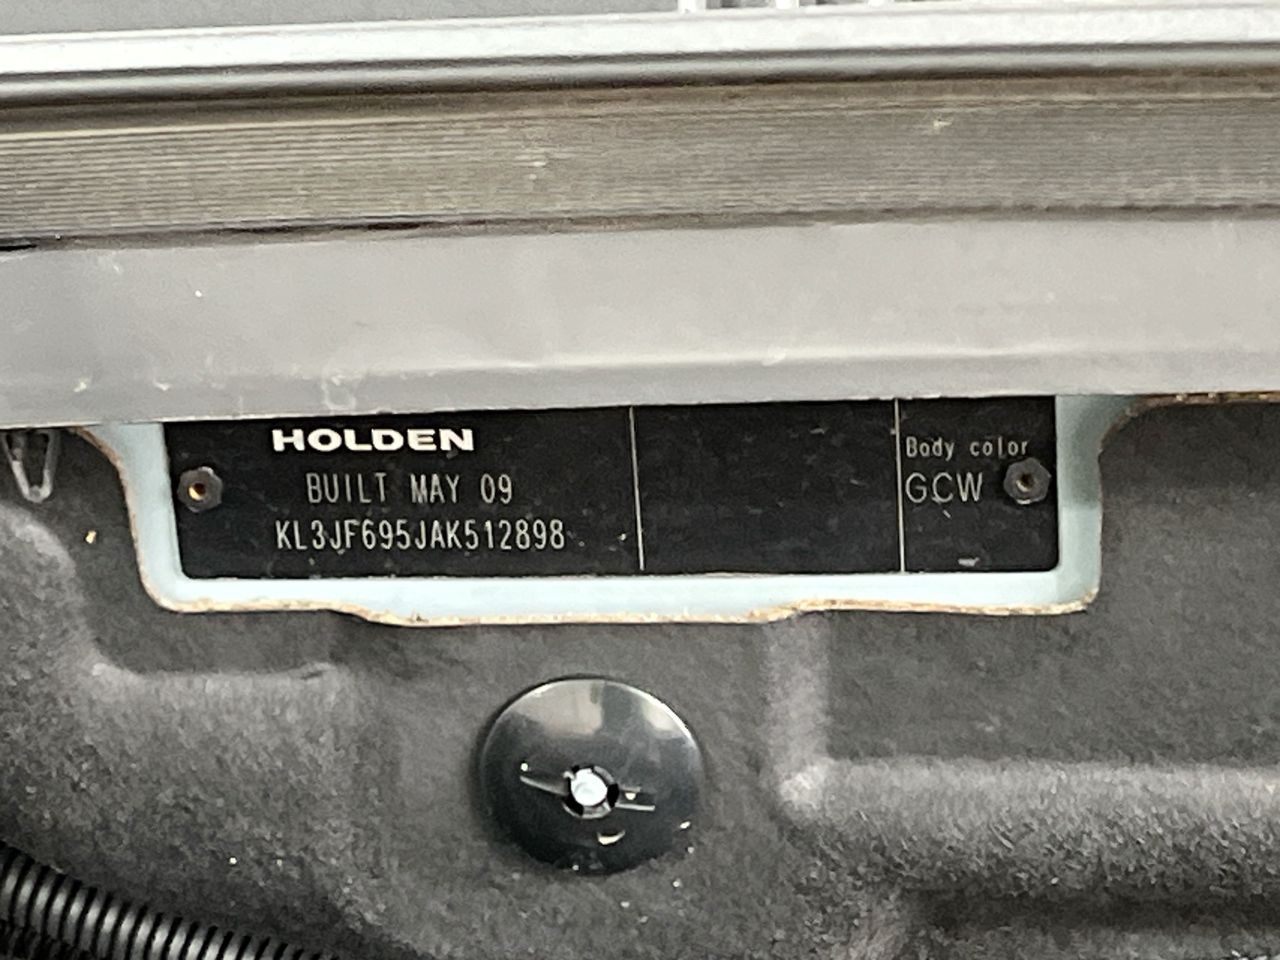 HOLDEN
BUILT MAY 09
KL3JF695JAK512898
Body color
GCW